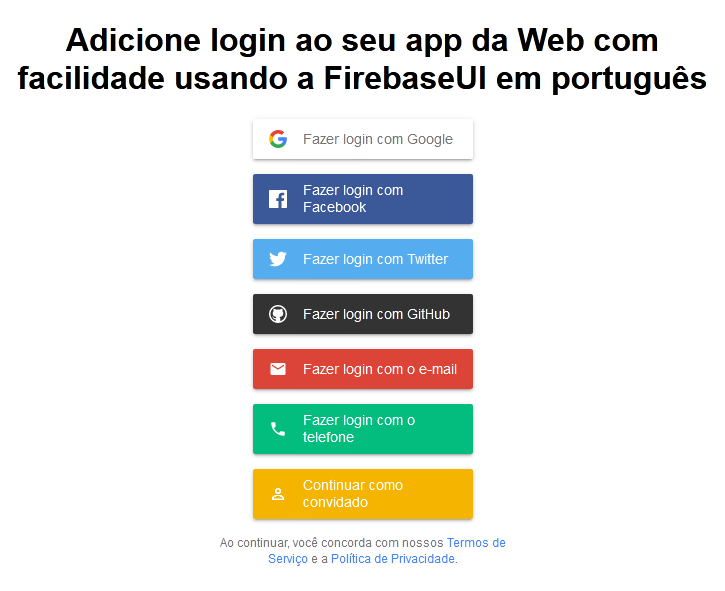 Adicione login ao seu app da Web com
facilidade usando a FirebaseUI em português
Fazer login com Google
Fazer login com
Facebook
Fazer login com Twitter
Fazer login com GitHub
Fazer login com o e-mail
Fazer login com o
telefone
Continuar como
convidado
Ao continuar, você concorda com nossos Termos de
Serviço e a Política de Privacidade.